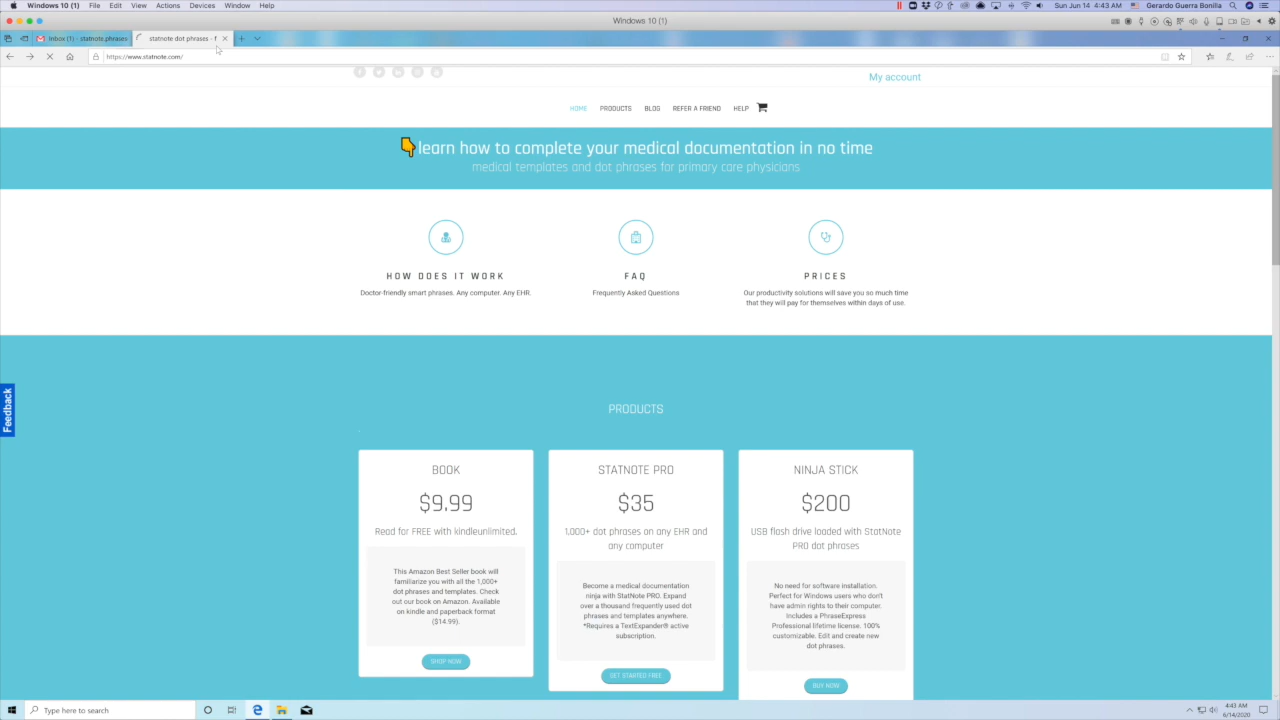 Windows 10 (1) File Edit View Actions Devices Window Help
Sun Jun 14 4:43 AM Gerardo Guerra Bonilla
Windows 10 (1)
Inbox (1) - statnote.phrases
statnote dot phrases - f
https://www.statnote.com/
My account
HOME PRODUCTS BLOG REFER A FRIEND HELP
learn how to complete your medical documentation in no time
medical templates and dot phrases for primary care physicians
HOW DOES IT WORK
Doctor-friendly smart phrases. Any computer. Any EHR.
FAQ
Frequently Asked Questions
PRICES
Our productivity solutions will save you so much time
that they will pay for themselves within days of use.
Feedback
PRODUCTS
BOOK
$9.99
Read for FREE with kindleunlimited.
This Amazon Best Seller book will
familiarize you with all the 1,000+
dot phrases and templates. Check
out our book on Amazon. Available
on kindle and paperback format
($14.99).
SHOP NOW
STATNOTE PRO
$35
1,000+ dot phrases on any EHR and
any computer
Become a medical documentation
ninja with StatNote PRO. Expand
over a thousand frequently used dot
phrases and templates anywhere.
*Requires a TextExpander® active
subscription.
GET STARTED FREE
NINJA STICK
$200
USB flash drive loaded with StatNote
PRO dot phrases
No need for software installation.
Perfect for Windows users who don't
have admin rights to their computer.
Includes a PhraseExpress
Professional lifetime license. 100%
customizable. Edit and create new
dot phrases.
BUY NOW
Type here to search
4:43 AM
6/14/2020